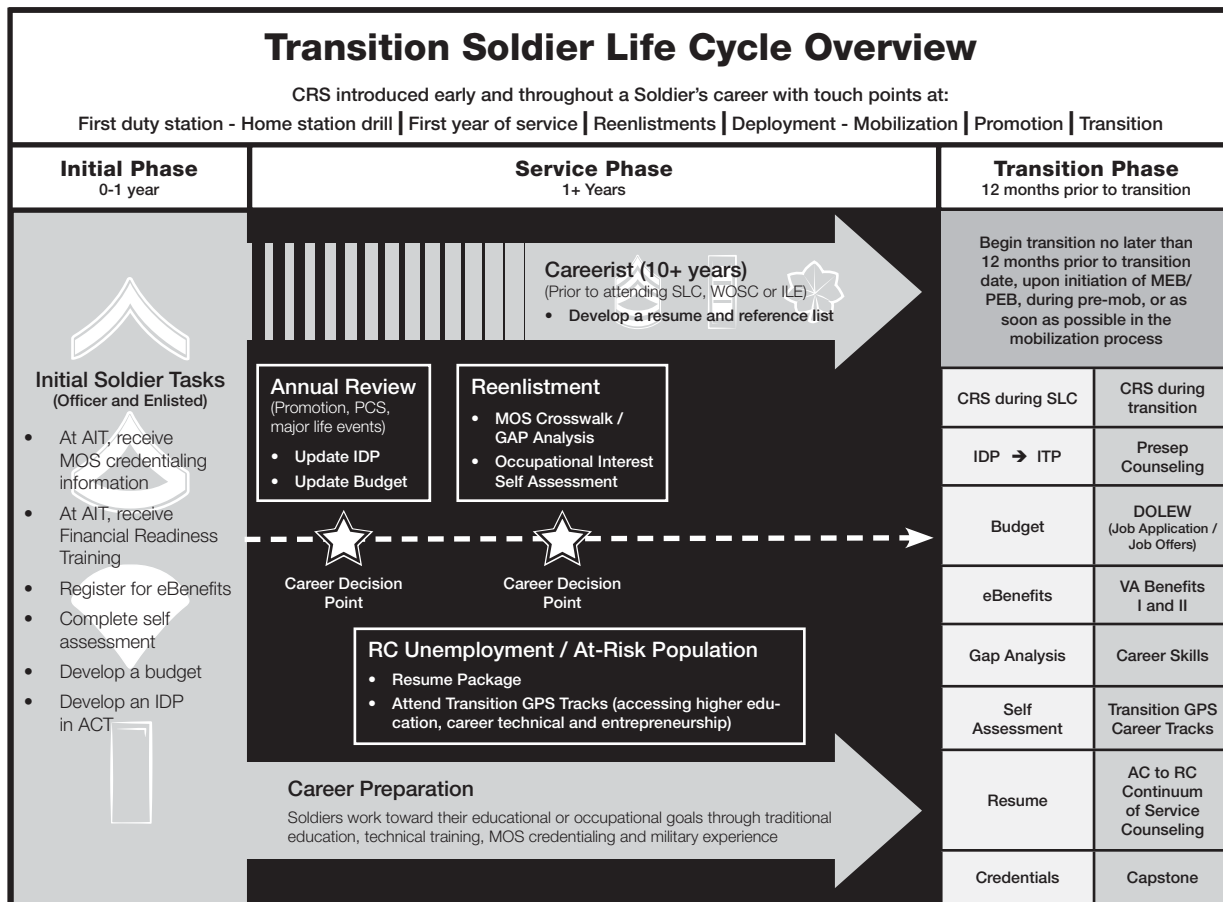 Transition Soldier Life Cycle Overview
CRS introduced early and throughout a Soldier's career with touch points at:
First duty station - Home station drill | First year of service | Reenlistments | Deployment - Mobilization | Promotion | Transition
Initial Phase
0-1 year
Service Phase
1+ Years
Transition Phase
12 months prior to transition
Initial Soldier Tasks
(Officer and Enlisted)
• At AIT, receive
MOS credentialing
information
• At AIT, receive
Financial Readiness
Training
• Register for eBenefits
• Complete self
assessment
• Develop a budget
• Develop an IDP
in ACT
Careerist (10+ years)
(Prior to attending SLC, WOSC or ILE)
• Develop a resume and reference list
Annual Review
(Promotion, PCS,
major life events)
• Update IDP
• Update Budget
Reenlistment
• MOS Crosswalk /
GAP Analysis
• Occupational Interest
Self Assessment
Career Decision
Point
Career Decision
Point
RC Unemployment / At-Risk Population
• Resume Package
• Attend Transition GPS Tracks (accessing higher edu-
cation, career technical and entrepreneurship)
Career Preparation
Soldiers work toward their educational or occupational goals through traditional
education, technical training, MOS credentialing and military experience
Begin transition no later than
12 months prior to transition
date, upon initiation of MEB/
PEB, during pre-mob, or as
soon as possible in the
mobilization process
CRS during SLC
CRS during
transition
IDP ➔ ITP
Presep
Counseling
Budget
DOLEW
(Job Application /
Job Offers)
eBenefits
VA Benefits
I and II
Gap Analysis
Career Skills
Self
Assessment
Transition GPS
Career Tracks
Resume
AC to RC
Continuum
of Service
Counseling
Credentials
Capstone